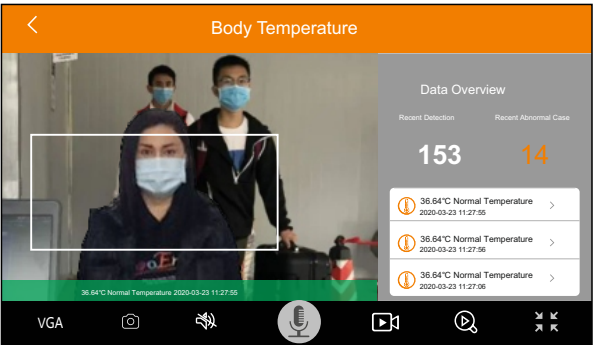 Body Temperature
Data Overview
Recent Detection
Recent Abnormal Case
153
14
36.64°C Normal Temperature
2020-03-23 11:27:55
36.64°C Normal Temperature
2020-03-23 11:27:56
36.64°C Normal Temperature
2020-03-23 11:27:06
36.64°C Normal Temperature 2020-03-23 11:27:55
VGA